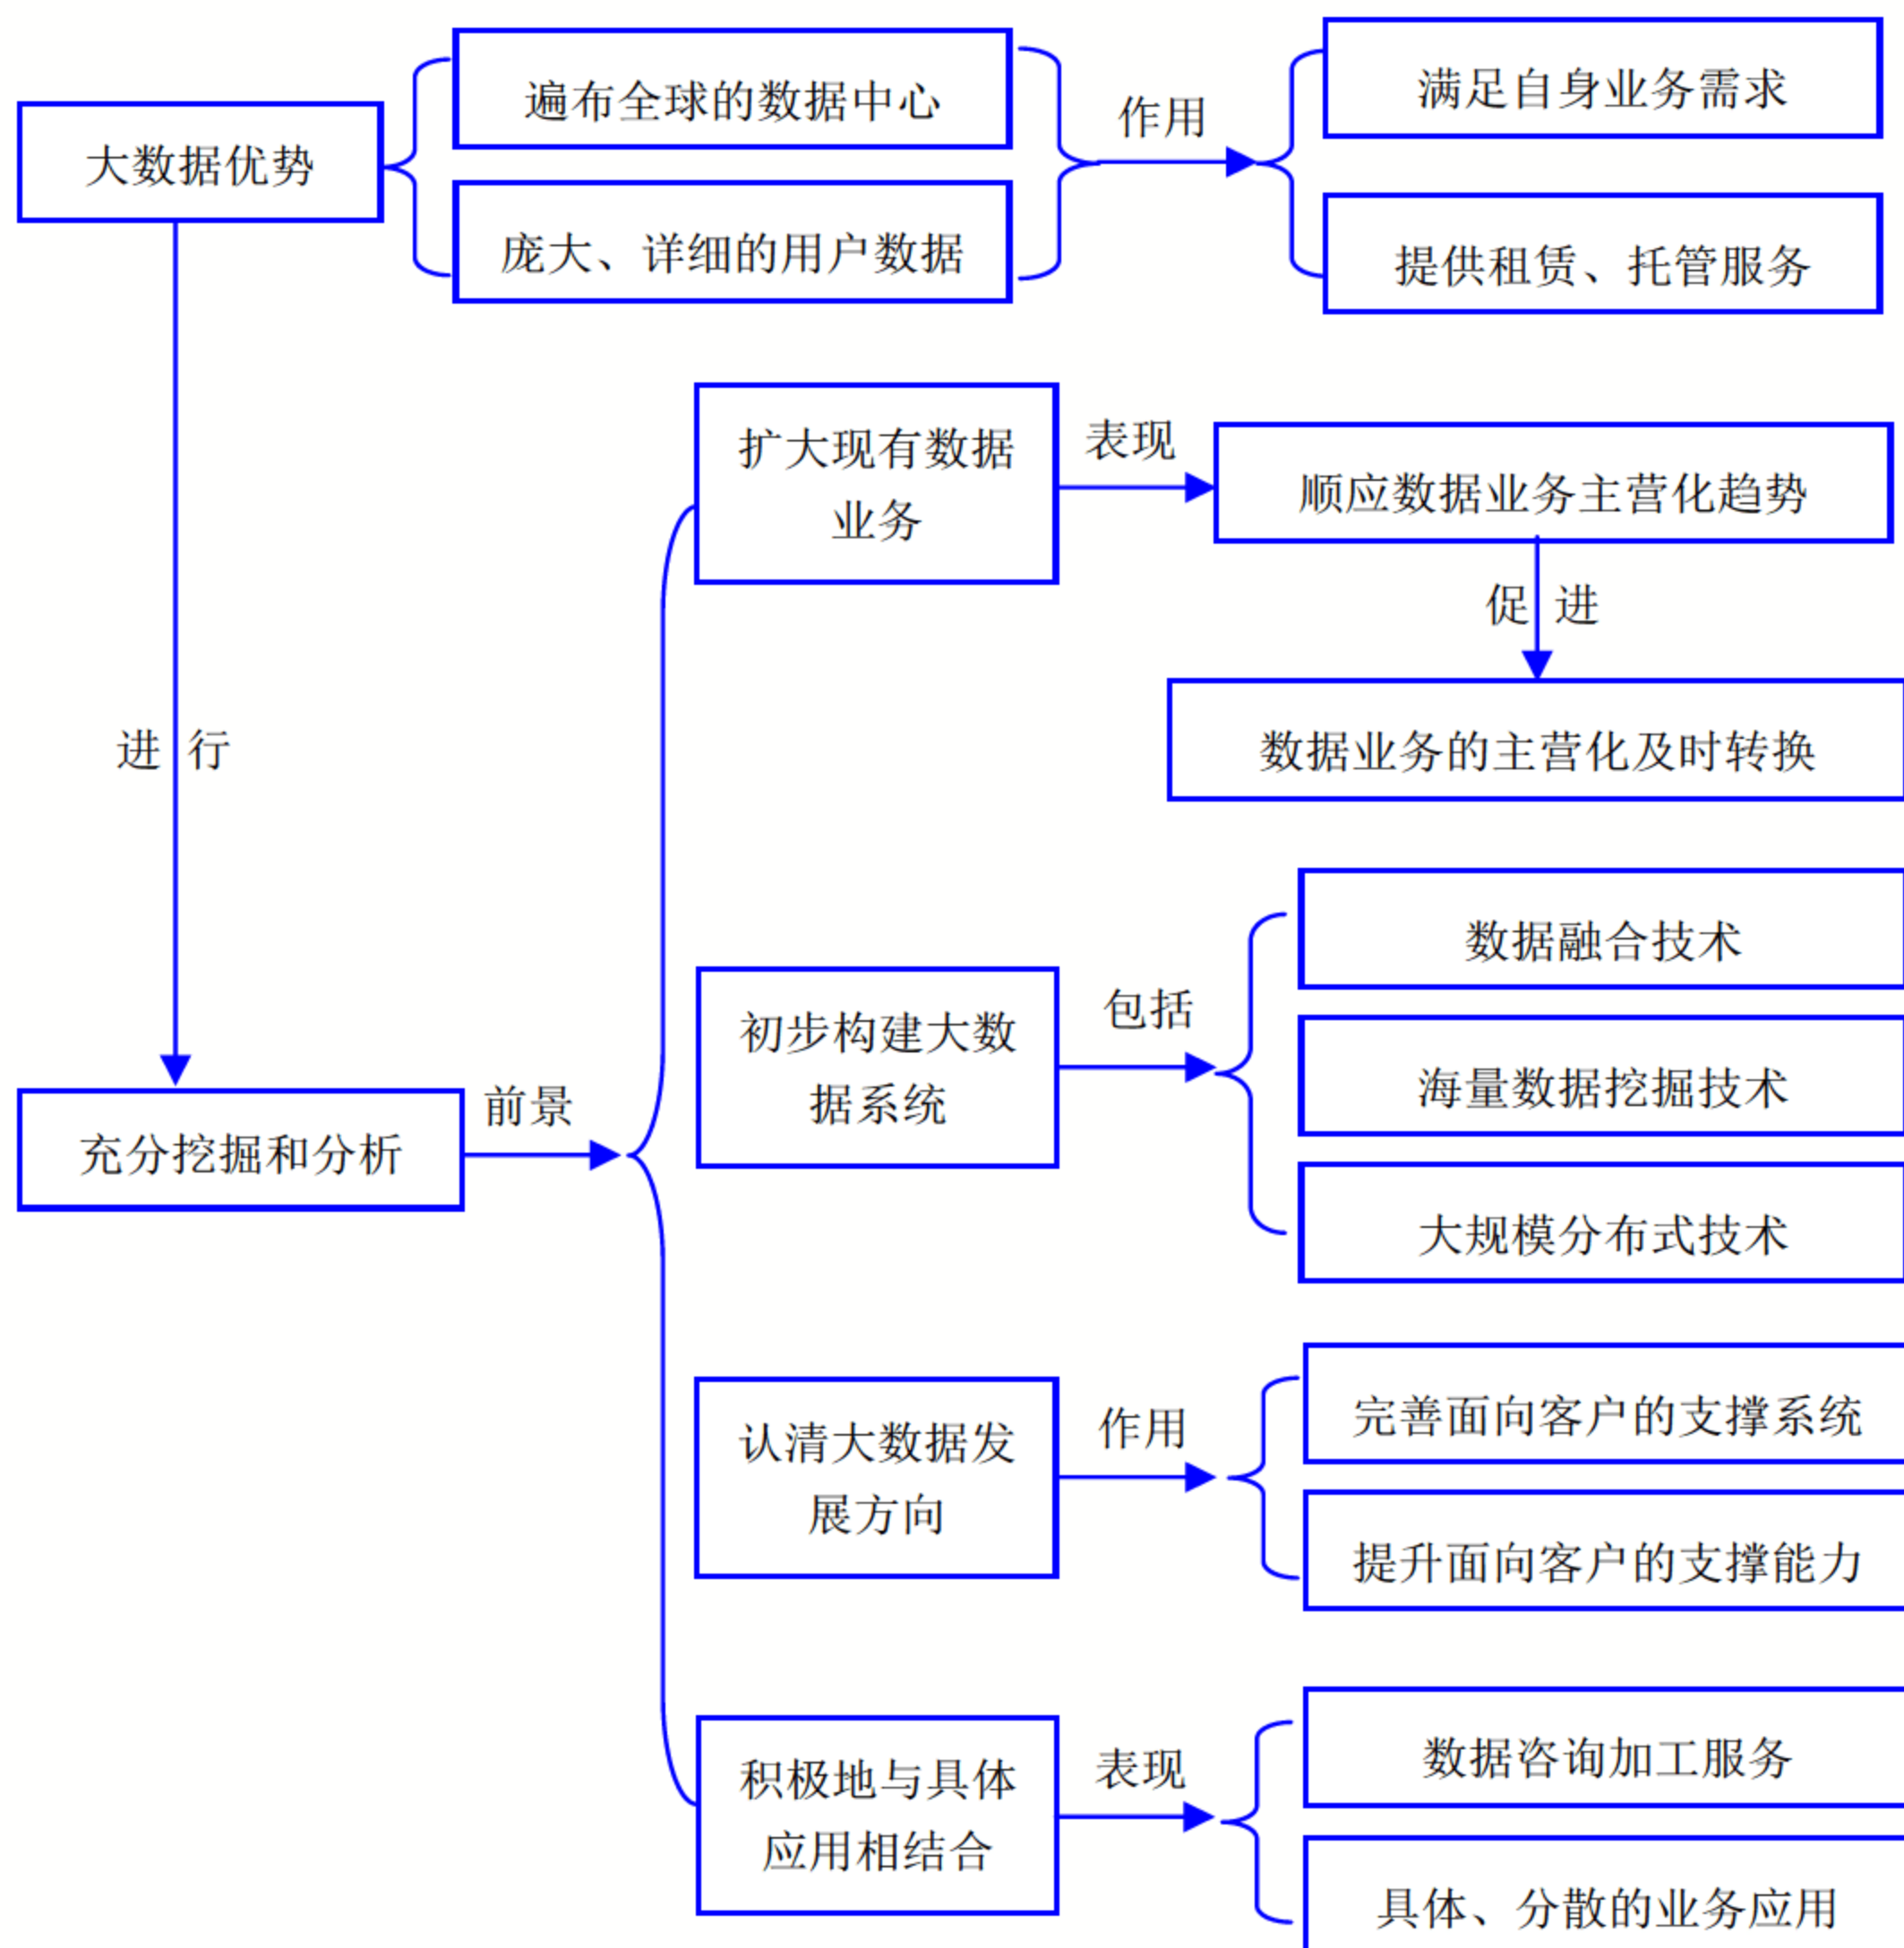 大数据优势
遍布全球的数据中心
庞大、详细的用户数据
作用
满足自身业务需求
提供租赁、托管服务
进 行
充分挖掘和分析
前景
扩大现有数据
业务
表现
顺应数据业务主营化趋势
促 进
数据业务的主营化及时转换
初步构建大数
据系统
包括
数据融合技术
海量数据挖掘技术
大规模分布式技术
认清大数据发
展方向
作用
完善面向客户的支撑系统
提升面向客户的支撑能力
积极地与具体
应用相结合
表现
数据咨询加工服务
具体、分散的业务应用